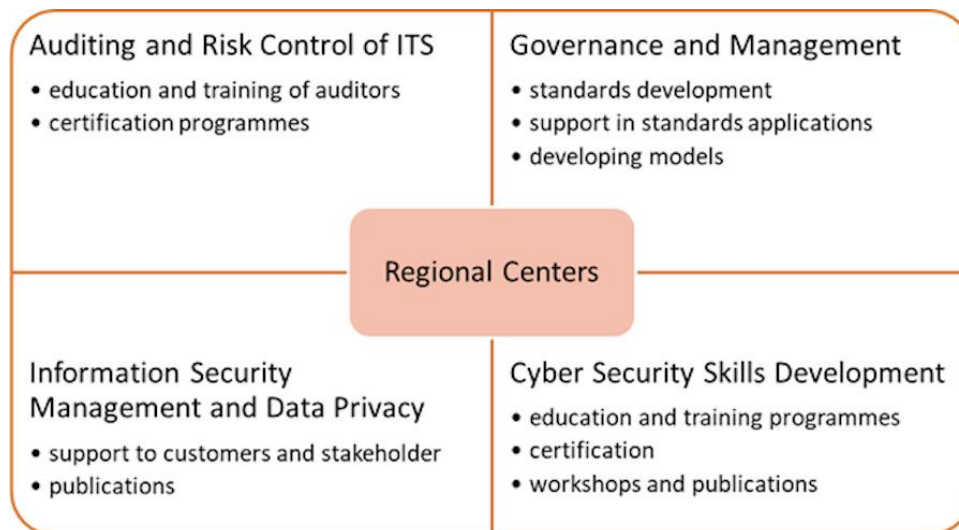 Auditing and Risk Control of ITS
• education and training of auditors
• certification programmes
Governance and Management
• standards development
• support in standards applications
• developing models
Regional Centers
Information Security
Management and Data Privacy
• support to customers and stakeholder
• publications
Cyber Security Skills Development
• education and training programmes
• certification
• workshops and publications